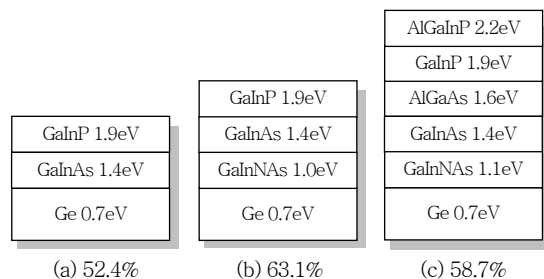 GaInP 1.9eV
GaInAs 1.4eV
Ge 0.7eV
(a) 52.4%
GaInP 1.9eV
GaInAs 1.4eV
GaInNAs 1.0eV
Ge 0.7eV
(b) 63.1%
AlGaInP 2.2eV
GaInP 1.9eV
AlGaAs 1.6eV
GaInAs 1.4eV
GaInNAs 1.1eV
Ge 0.7eV
(c) 58.7%